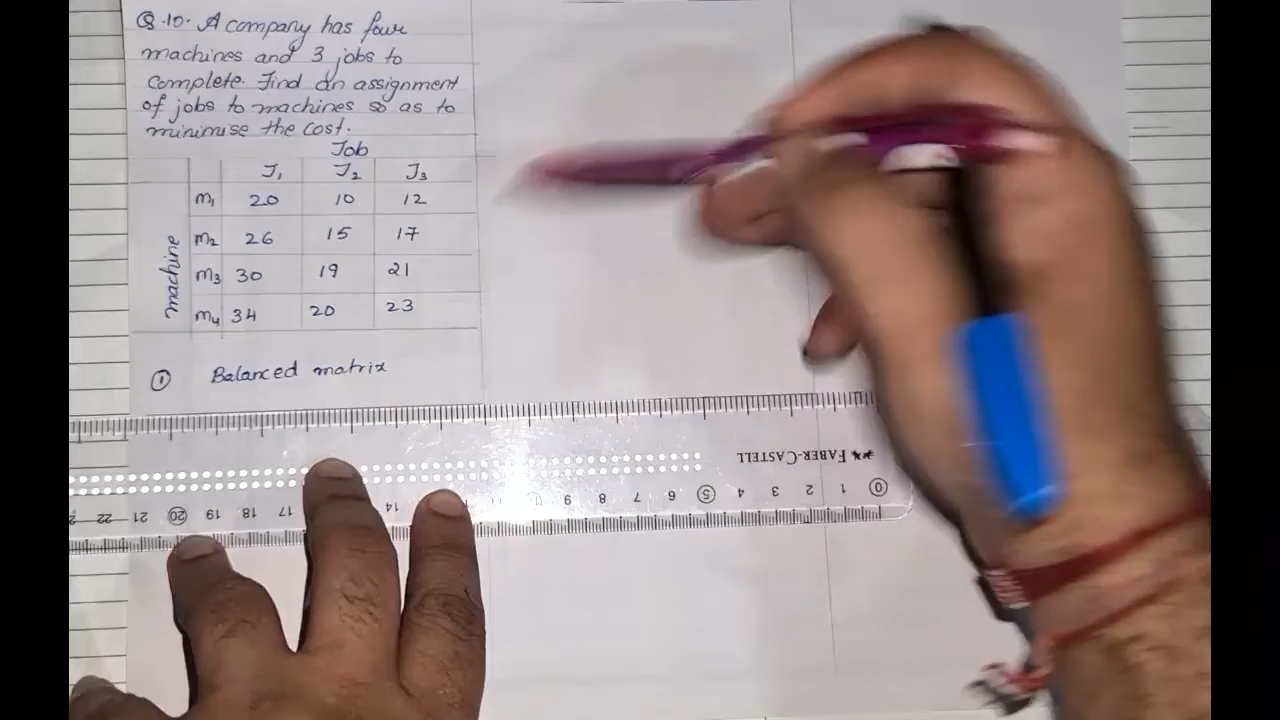 Q.10. A company has four
machines and 3 jobs to
complete. Find an assignment
of jobs to machines so as to
minimise the cost.
Job
J1 J2 J3
machine
M1 20 10 12
M2 26 15 17
M3 30 19 21
M4 34 20 23
① Balanced matrix
FABER-CASTELL
22 21 20 19 18 17 14 9 8 7 6 5 4 3 2 1 0